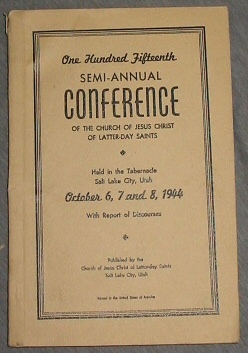 One Hundred Fifteenth
SEMI-ANNUAL
CONFERENCE
OF THE CHURCH OF JESUS CHRIST
OF LATTER-DAY SAINTS
Held in the Tabernacle
Salt Lake City, Utah
October 6, 7 and 8, 1944
With Report of Discourses
Published by the
Church of Jesus Christ of Latter-day Saints
Salt Lake City, Utah
Printed in the United States of America